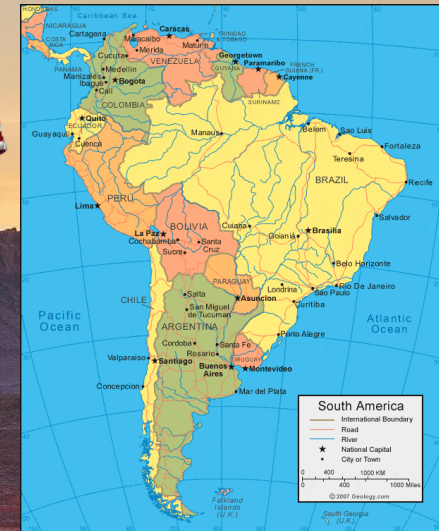 HONDURAS
NICARAGUA
Caribbean Sea
COSTA
RICA
PANAMA
Cartagena
Maracaibo
Caracas
Maturin
TRINIDAD
& TOBAGO
Cucuta
Merida
VENEZUELA
Georgetown
Paramaribo
FRENCH
GUIANA (FR.)
Medellin
Manizales
Ibague
Bogota
Cali
GUYANA
Cayenne
COLOMBIA
SURINAME
Quito
ECUADOR
Guayaquil
Cuenca
Manaus
Belem
Sao Luis
Fortaleza
Teresina
BRAZIL
Recife
PERU
Lima
Salvador
BOLIVIA
La Paz
Cochabamba
Santa
Cruz
Sucre
Cuiaba
Goiania
Brasilia
Belo Horizonte
PARAGUAY
Londrina
Rio De Janeiro
Sao Paulo
Asuncion
Curitiba
CHILE
Salta
San Miguel
de Tucuman
ARGENTINA
Pacific
Ocean
Atlantic
Ocean
Porto Alegre
Cordoba
Santa Fe
Rosario
URUGUAY
Valparaiso
Santiago
Buenos
Aires
Montevideo
Concepcion
Mar del Plata
South America
International Boundary
Road
River
National Capital
City or Town
0 400 1000 KM
0 400 1000 Miles
© 2007 Geology.com
Falkland
Islands
(U.K.)
South Georgia
(U.K.)